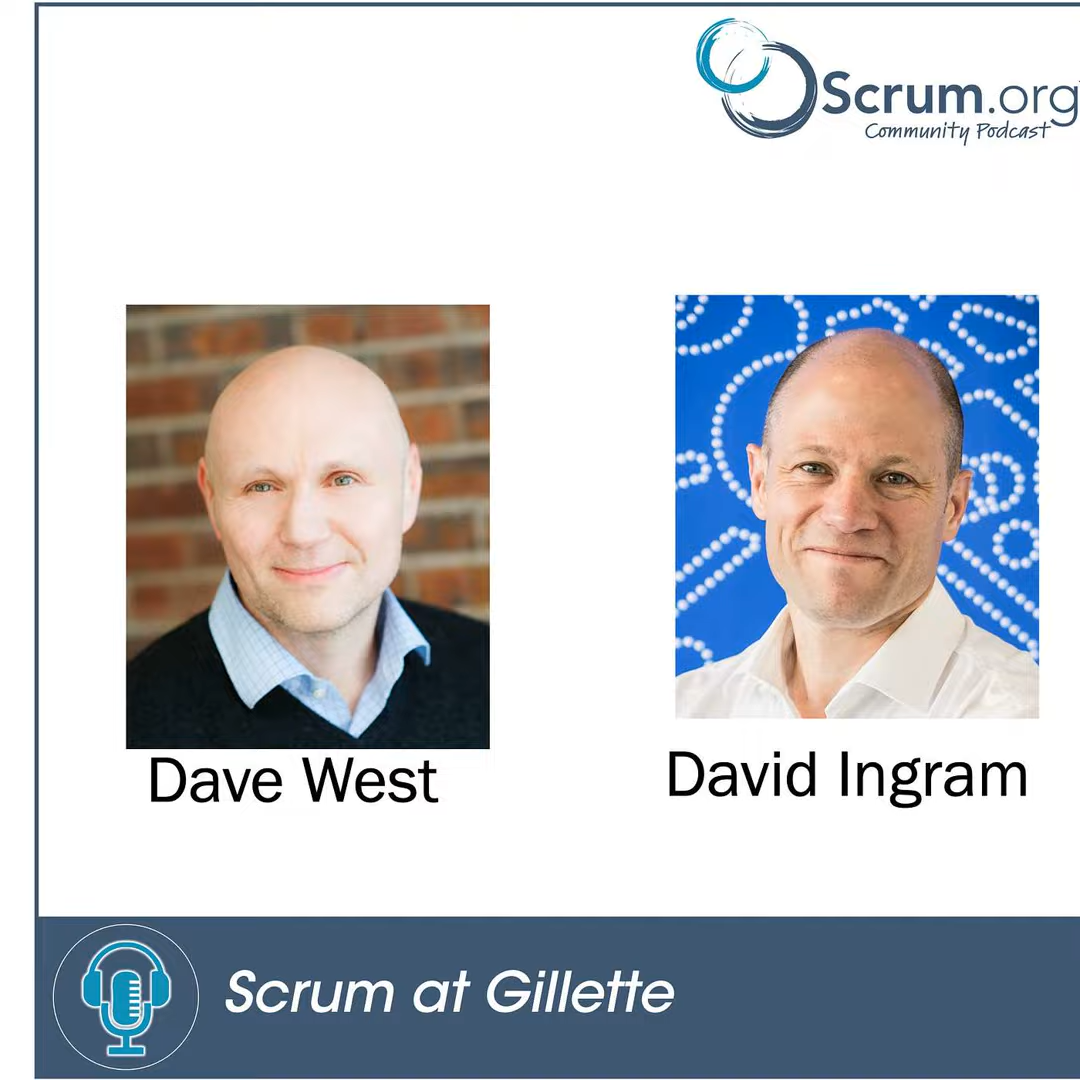 Scrum.org
Community Podcast
Dave West
David Ingram
Scrum at Gillette